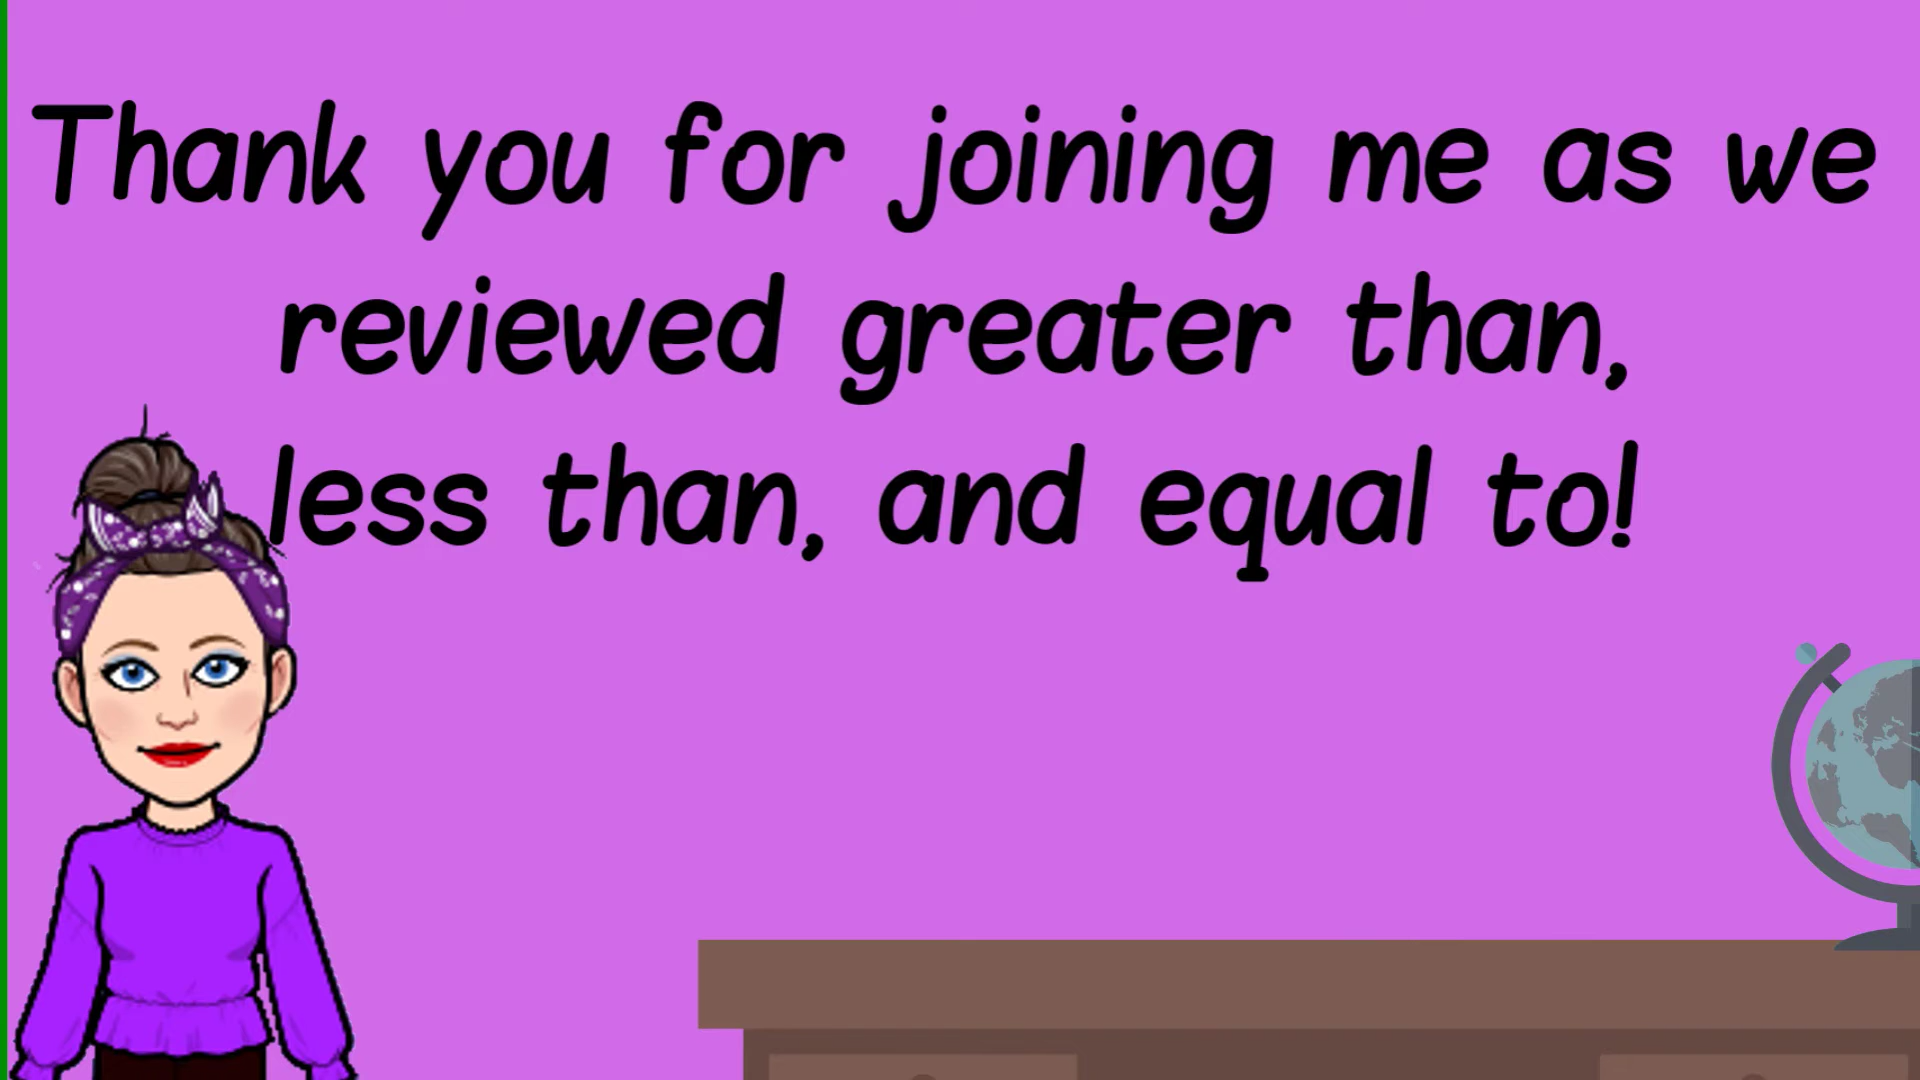 Thank you for joining me as we
reviewed greater than,
less than, and equal to!